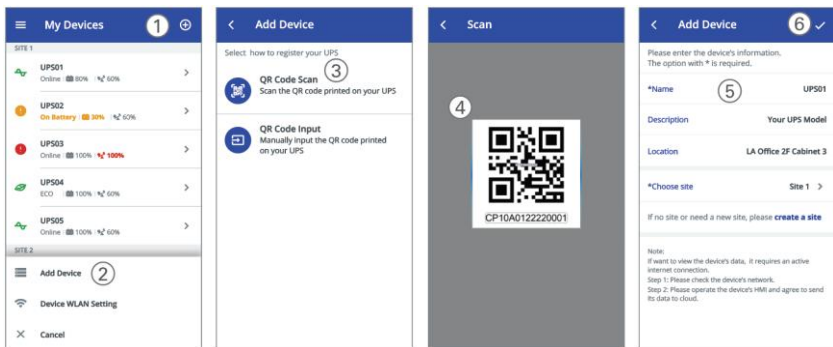 My Devices
1
SITE 1
UPS01
Online 80% 60%
UPS02
On Battery 30% 60%
UPS03
Online 100% 100%
UPS04
ECO 100% 60%
UPS05
Online 100% 60%
SITE 2
Add Device
2
Device WLAN Setting
Cancel
Add Device
Select how to register your UPS
3
QR Code Scan
Scan the QR code printed on your UPS
QR Code Input
Manually input the QR code printed
on your UPS
Scan
4
CP10A0122220001
Add Device
6
Please enter the device's information.
The option with * is required.
*Name 5 UPS01
Description Your UPS Model
Location LA Office 2F Cabinet 3
*Choose site Site 1
If no site or need a new site, please create a site
Note:
If want to view the device's data, it requires an active
internet connection.
Step 1: Please check the device's network.
Step 2: Please operate the device's HMI and agree to send
its data to cloud.